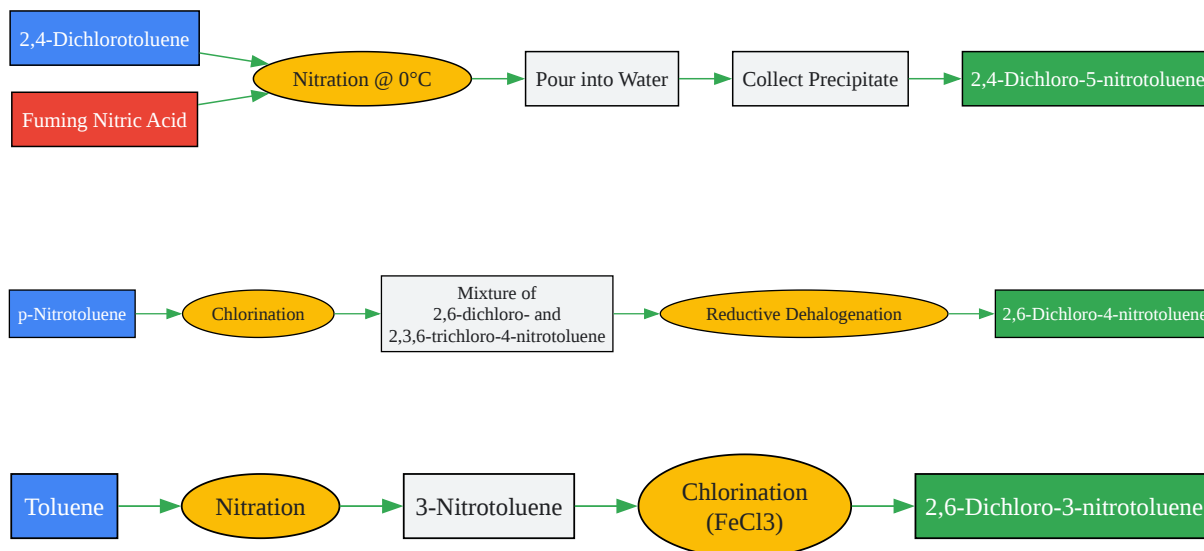 2,4-Dichlorotoluene
Fuming Nitric Acid
Nitration @ 0°C
Pour into Water
Collect Precipitate
2,4-Dichloro-5-nitrotoluene
p-Nitrotoluene
Chlorination
Mixture of
2,6-dichloro- and
2,3,6-trichloro-4-nitrotoluene
Reductive Dehalogenation
2,6-Dichloro-4-nitrotoluene
Toluene
Nitration
3-Nitrotoluene
Chlorination
(FeCl3)
2,6-Dichloro-3-nitrotoluene